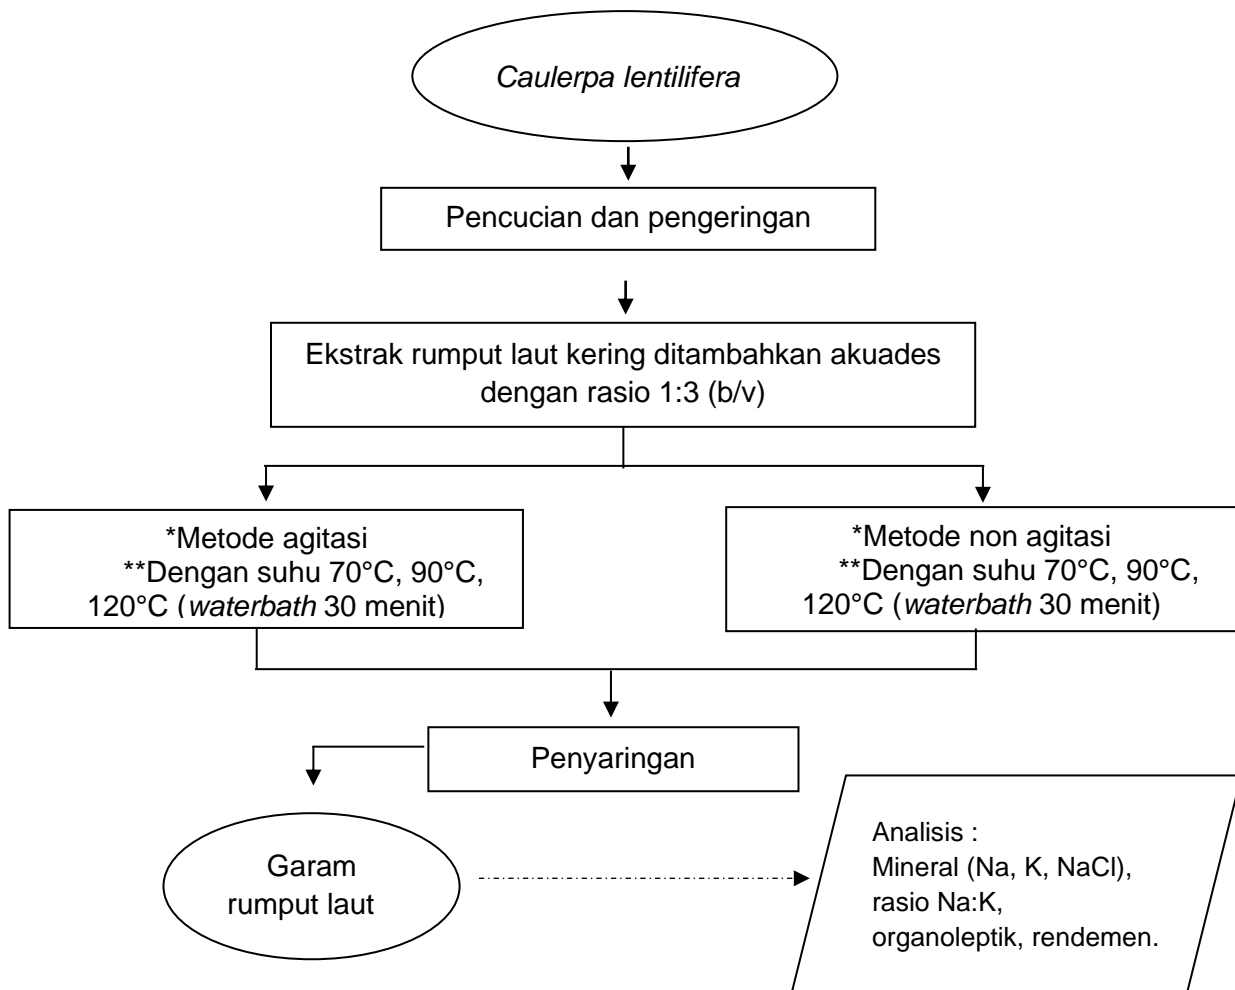 Caulerpa lentilifera
Pencucian dan pengeringan
Ekstrak rumput laut kering ditambahkan akuades
dengan rasio 1:3 (b/v)
*Metode agitasi
**Dengan suhu 70°C, 90°C,
120°C (waterbath 30 menit)
*Metode non agitasi
**Dengan suhu 70°C, 90°C,
120°C (waterbath 30 menit)
Penyaringan
Garam
rumput laut
Analisis :
Mineral (Na, K, NaCl),
rasio Na:K,
organoleptik, rendemen.